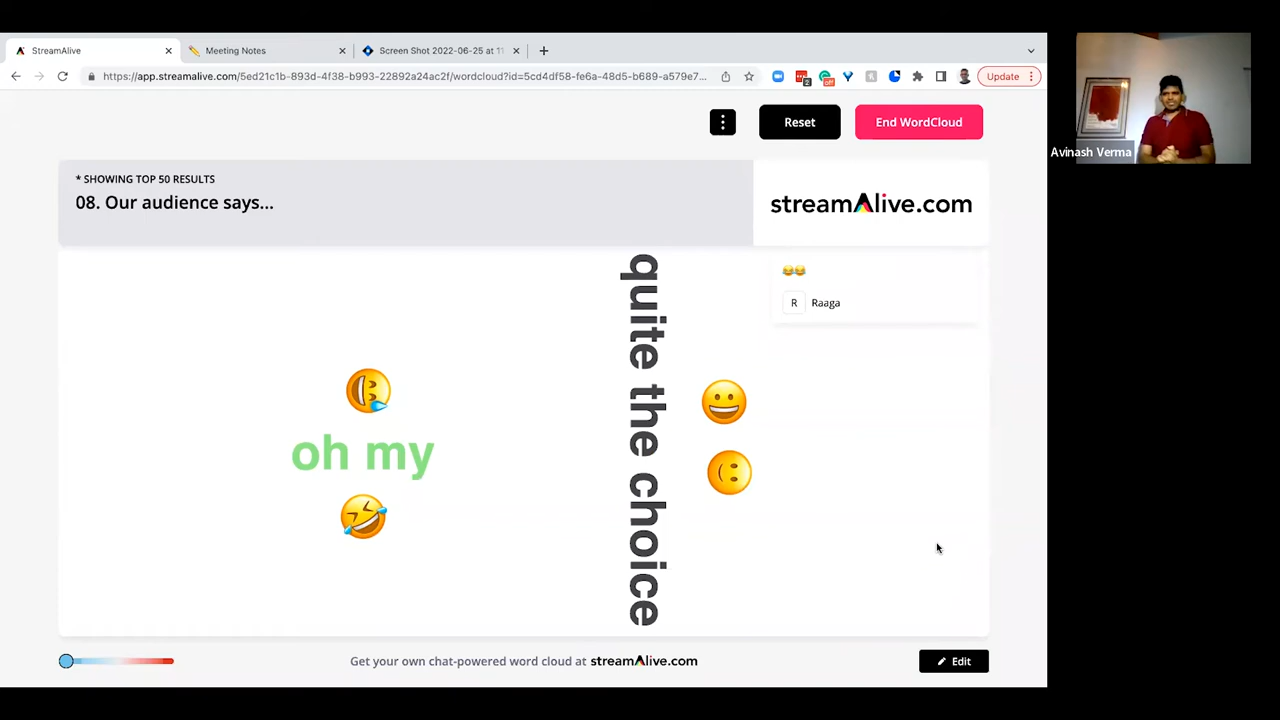 StreamAlive
Meeting Notes
Screen Shot 2022-06-25 at 11
https://app.streamalive.com/5ed21c1b-893d-4f38-b993-22892a24ac2f/wordcloud?id=5cd4df58-fe6a-48d5-b689-a579e7...
2
off
Update
Reset
End WordCloud
* SHOWING TOP 50 RESULTS
08. Our audience says...
streamAlive.com
Avinash Verma
quite the choice
😂😂
R Raaga
oh my
Get your own chat-powered word cloud at streamAlive.com
Edit